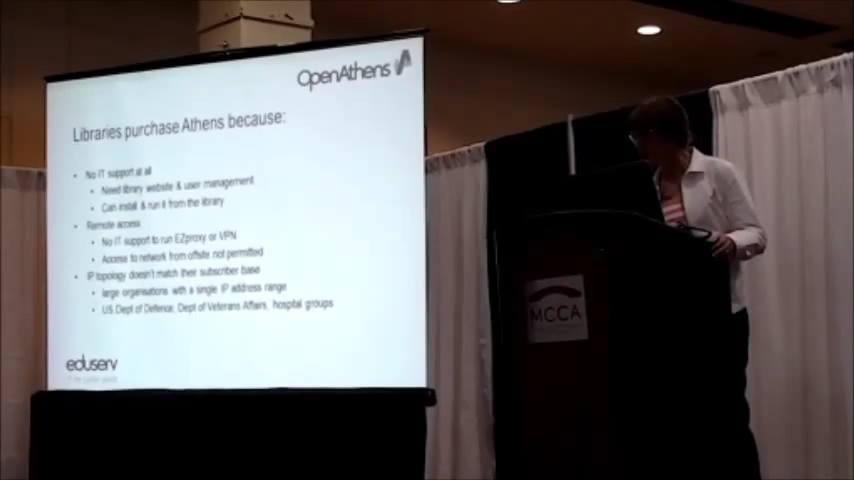 OpenAthens
Libraries purchase Athens because:
• No IT support at all
• Need library website & user management
• Can install & run it from the library
• Remote access
• No IT support to run EZproxy or VPN
• Access to network from offsite not permitted
• IP topology doesn't match their subscriber base
• large organisations with a single IP address range
• US Dept of Defence, Dept of Veterans Affairs, hospital groups
eduserv
MCCA